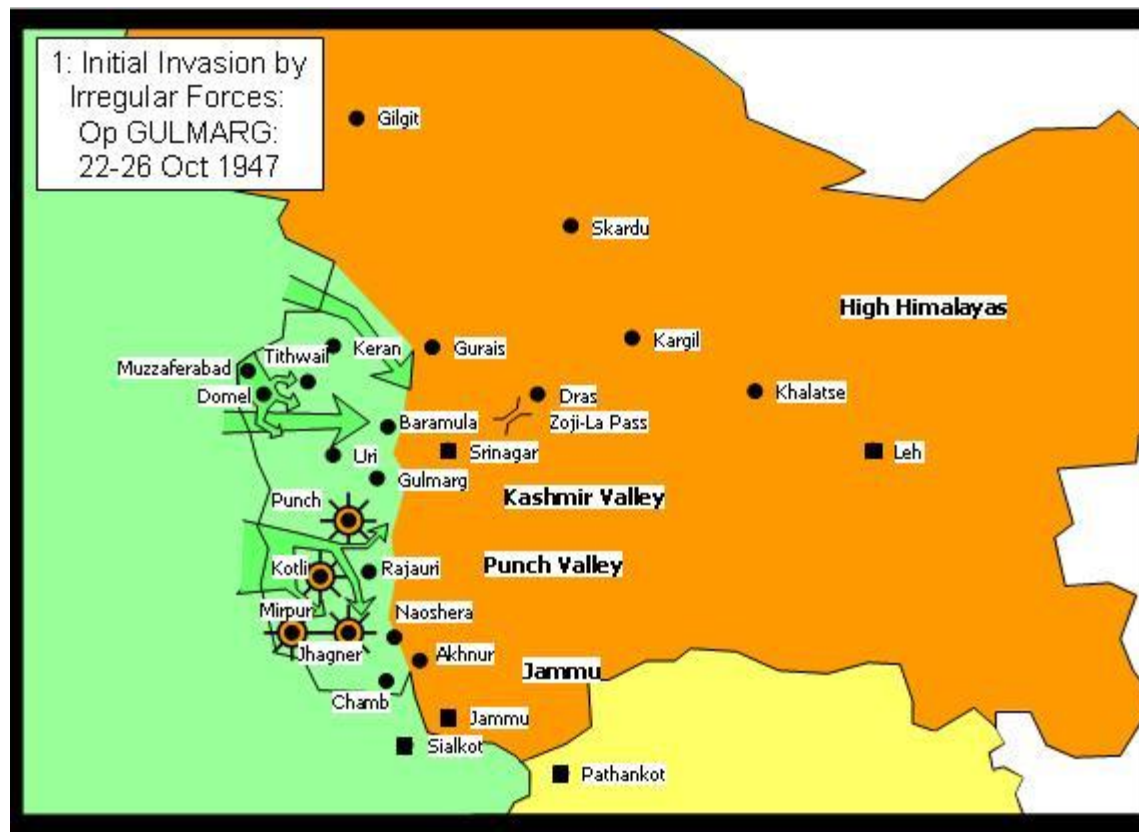 1: Initial Invasion by
Irregular Forces:
Op GULMARG:
22-26 Oct 1947
Gilgit
Skardu
High Himalayas
Kargil
Keran
Gurais
Tithwail
Muzzaferabad
Domel
Dras
Khalatse
Baramula
Zoji-La Pass
Uri
Srinagar
Leh
Gulmarg
Punch
Kashmir Valley
Kotli
Rajauri
Punch Valley
Mirpur
Naoshera
Jhagner
Akhnur
Jammu
Chamb
Jammu
Sialkot
Pathankot